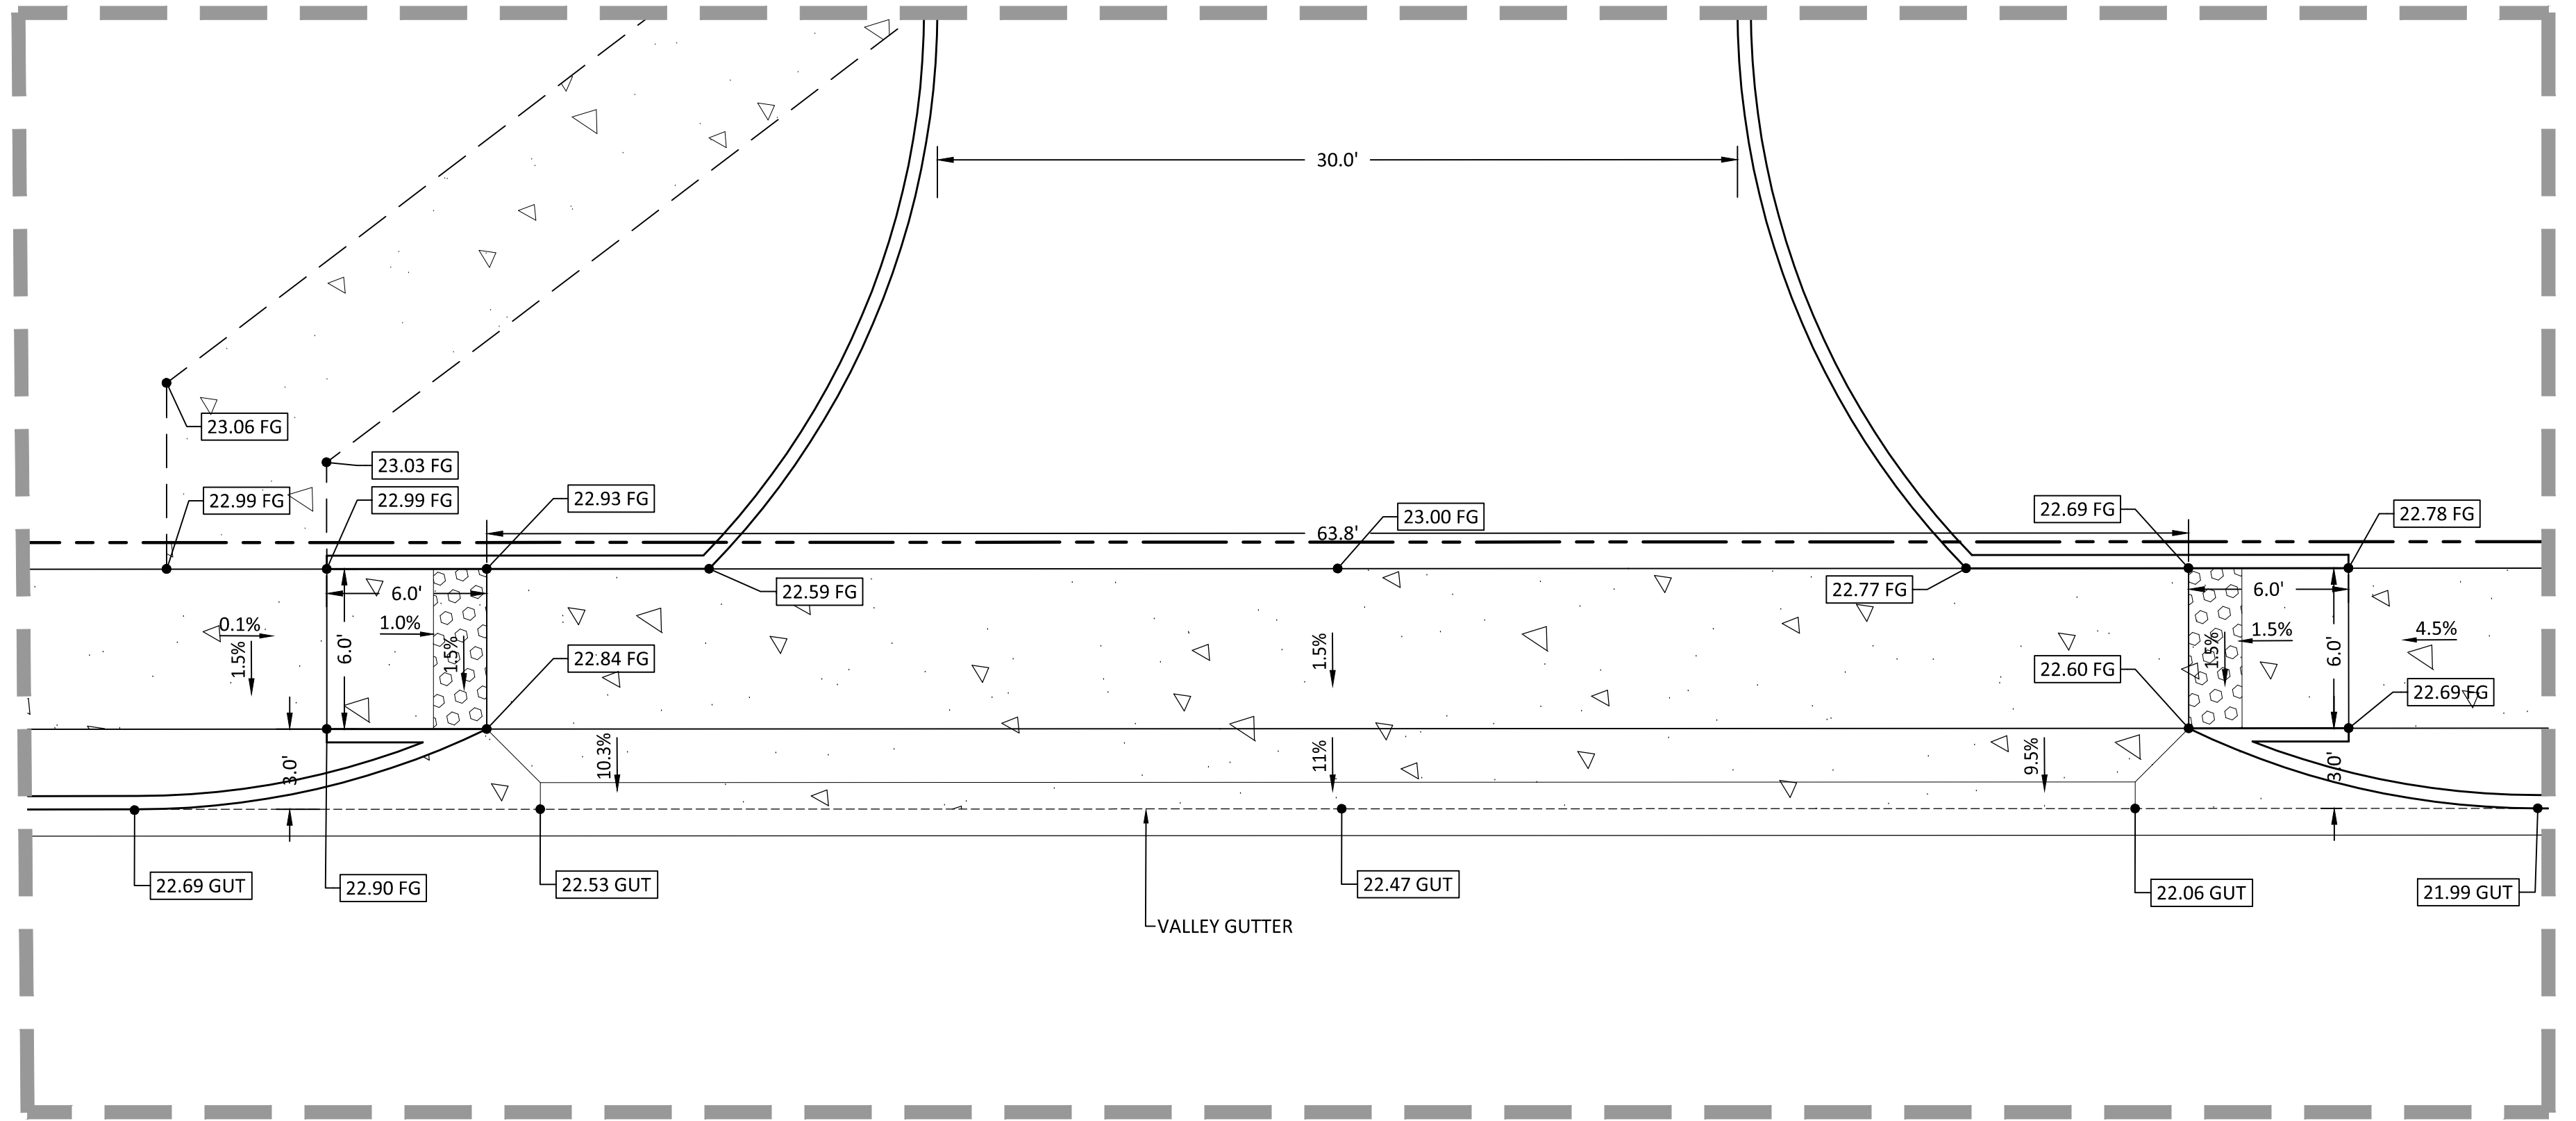 30.0'
23.06 FG
23.03 FG
22.99 FG
22.99 FG
22.93 FG
63.8'
23.00 FG
22.69 FG
22.78 FG
6.0'
22.59 FG
22.77 FG
6.0'
0.1%
1.0%
1.5%
6.0'
1.5%
22.84 FG
1.5%
22.60 FG
1.5%
1.5%
6.0'
4.5%
22.69 FG
3.0'
10.3%
11%
9.5%
3.0'
22.69 GUT
22.90 FG
22.53 GUT
22.47 GUT
22.06 GUT
21.99 GUT
VALLEY GUTTER